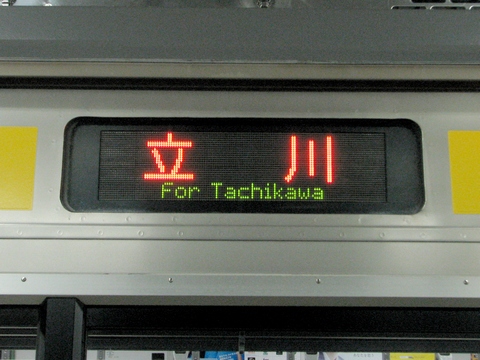 立川
For Tachikawa